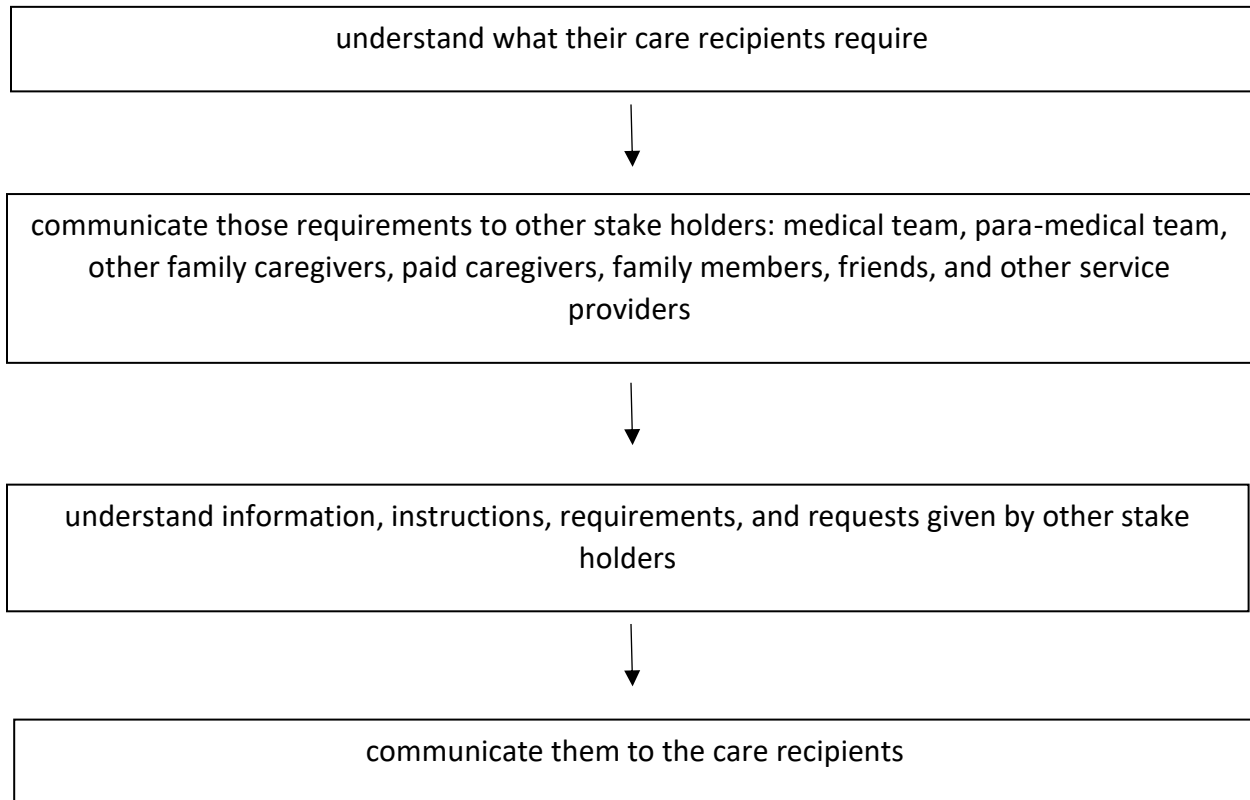 understand what their care recipients require
communicate those requirements to other stake holders: medical team, para-medical team,
other family caregivers, paid caregivers, family members, friends, and other service
providers
understand information, instructions, requirements, and requests given by other stake
holders
communicate them to the care recipients